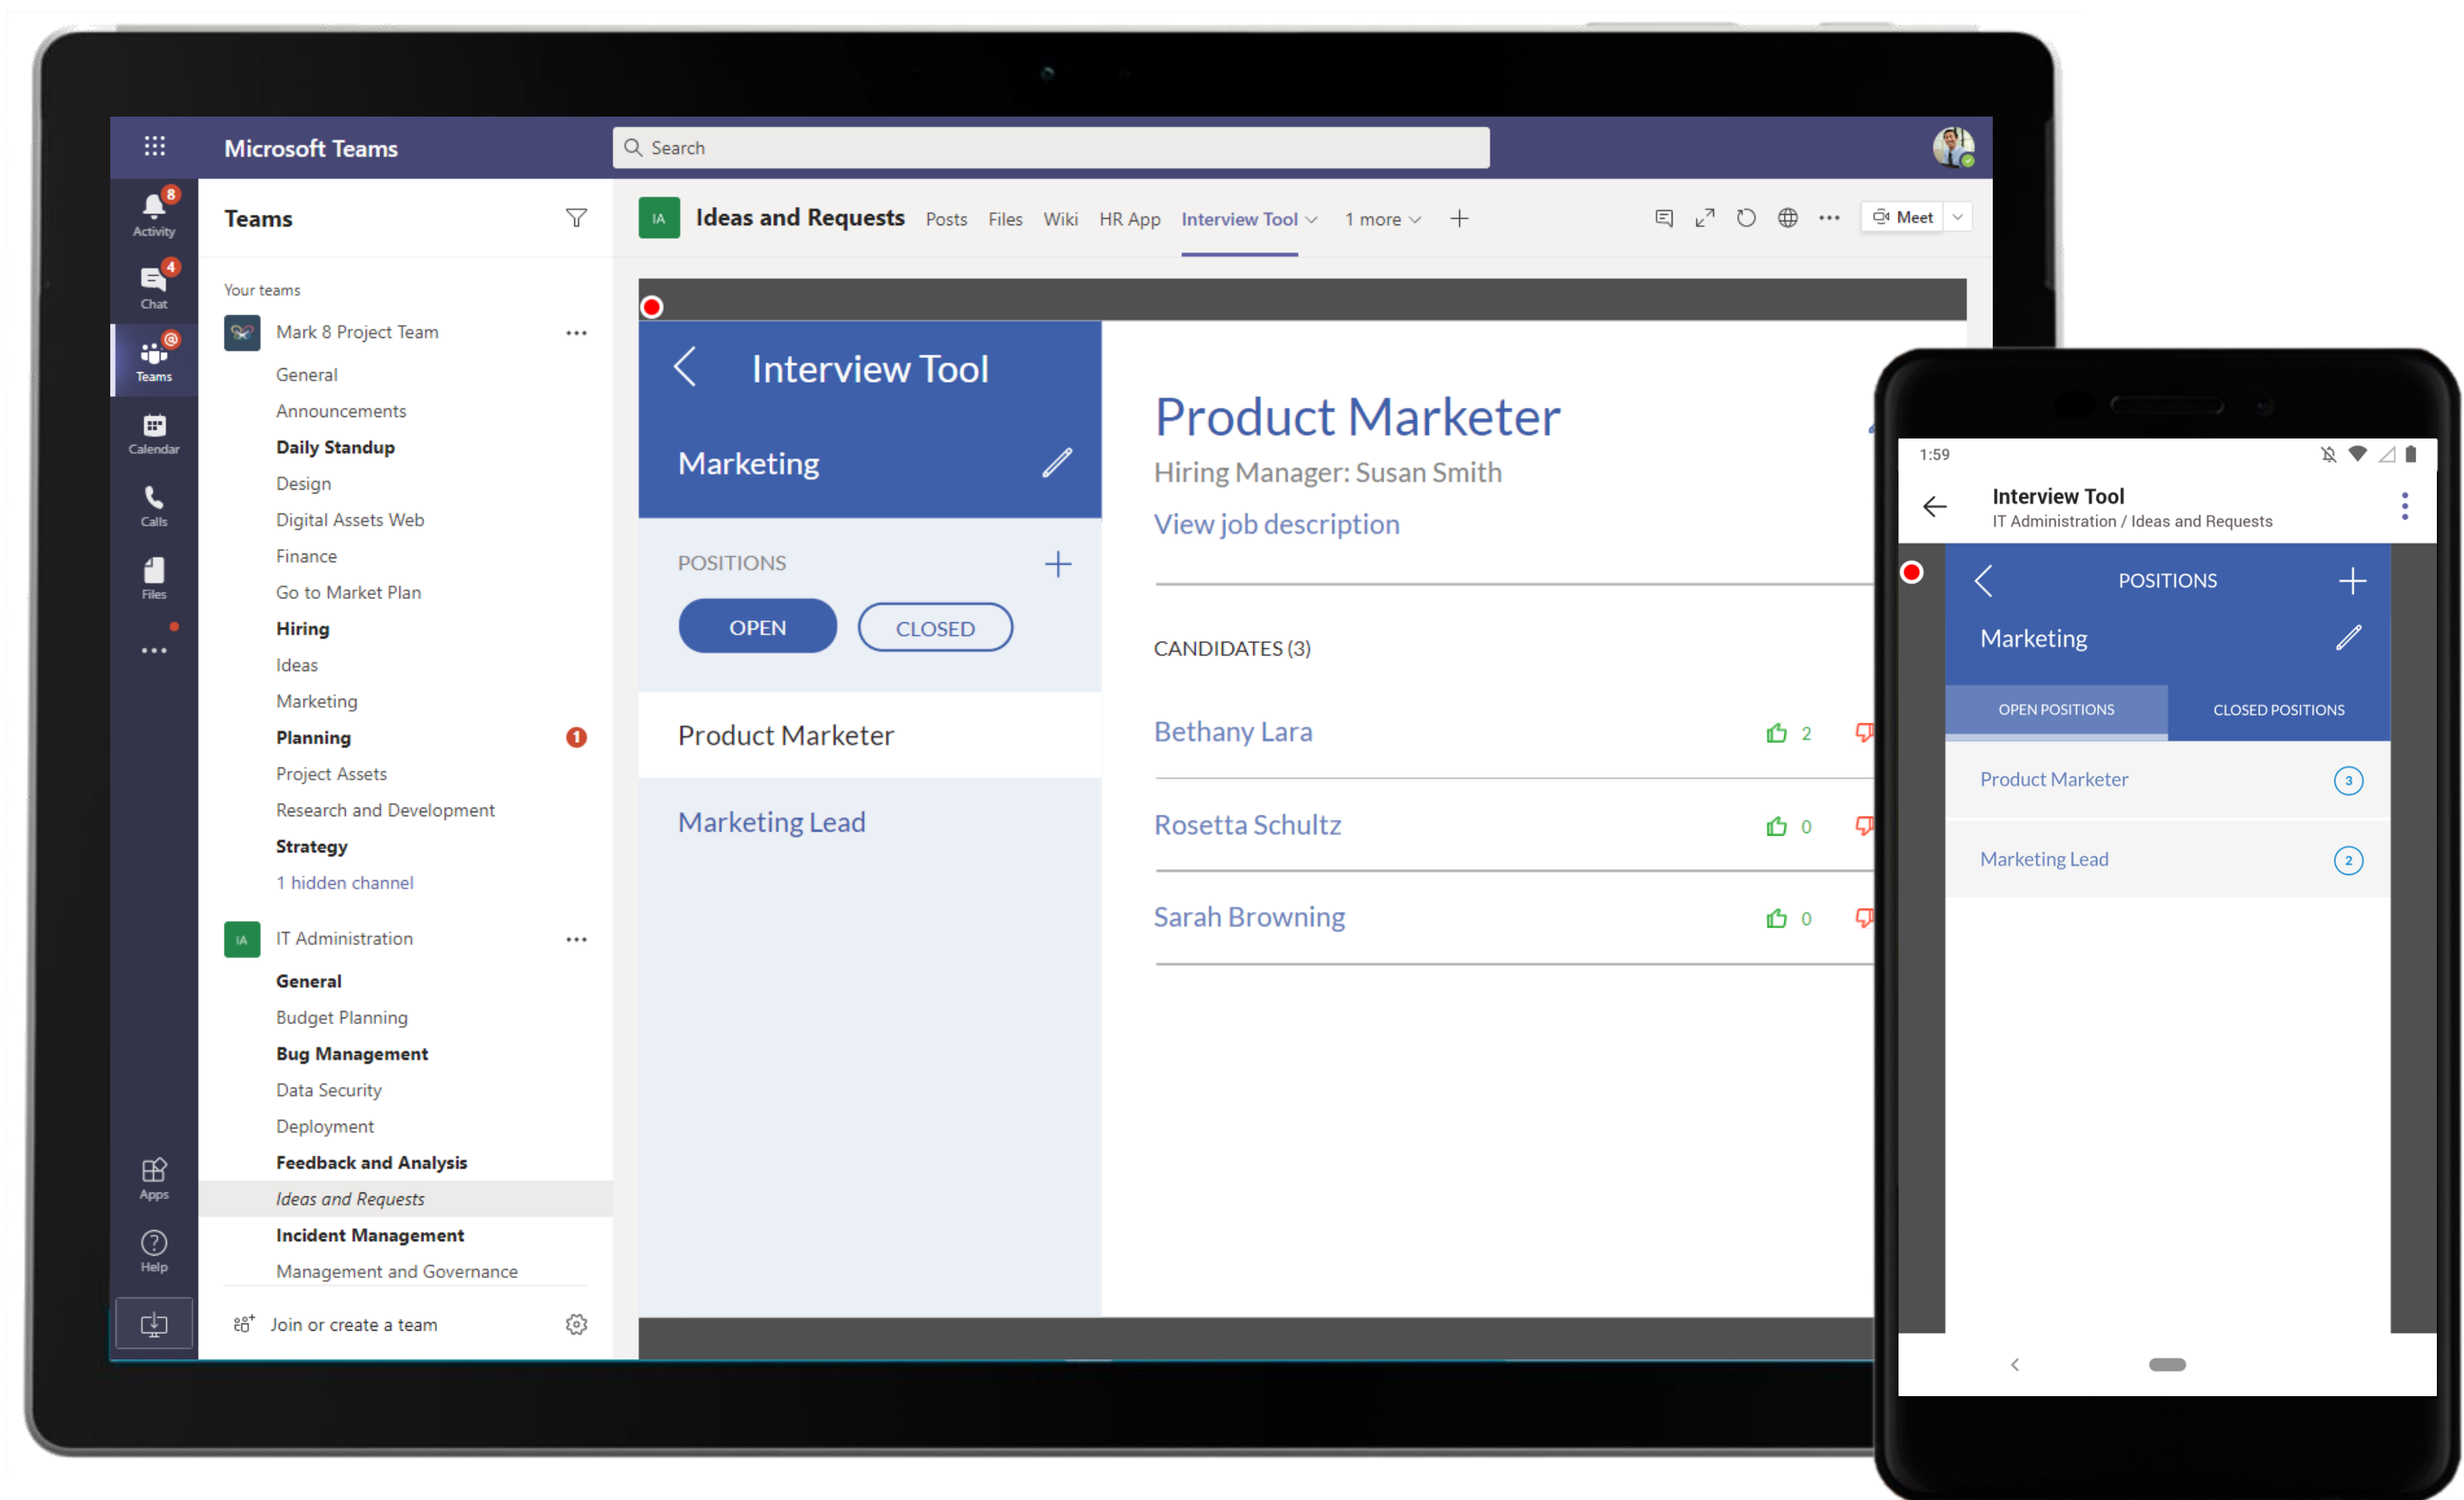 Microsoft Teams
Search
8
Activity
4
Chat
@
Teams
Calendar
Calls
Files
Apps
Help
Teams
Your teams
Mark 8 Project Team
General
Announcements
Daily Standup
Design
Digital Assets Web
Finance
Go to Market Plan
Hiring
Ideas
Marketing
Planning 1
Project Assets
Research and Development
Strategy
1 hidden channel
IA IT Administration
General
Budget Planning
Bug Management
Data Security
Deployment
Feedback and Analysis
Ideas and Requests
Incident Management
Management and Governance
Join or create a team
IA Ideas and Requests Posts Files Wiki HR App Interview Tool 1 more + Meet
Interview Tool
Marketing
POSITIONS
OPEN CLOSED
Product Marketer
Marketing Lead
Product Marketer
Hiring Manager: Susan Smith
View job description
CANDIDATES (3)
Bethany Lara 2
Rosetta Schultz 0
Sarah Browning 0
1:59
Interview Tool
IT Administration / Ideas and Requests
POSITIONS
Marketing
OPEN POSITIONS CLOSED POSITIONS
Product Marketer 3
Marketing Lead 2